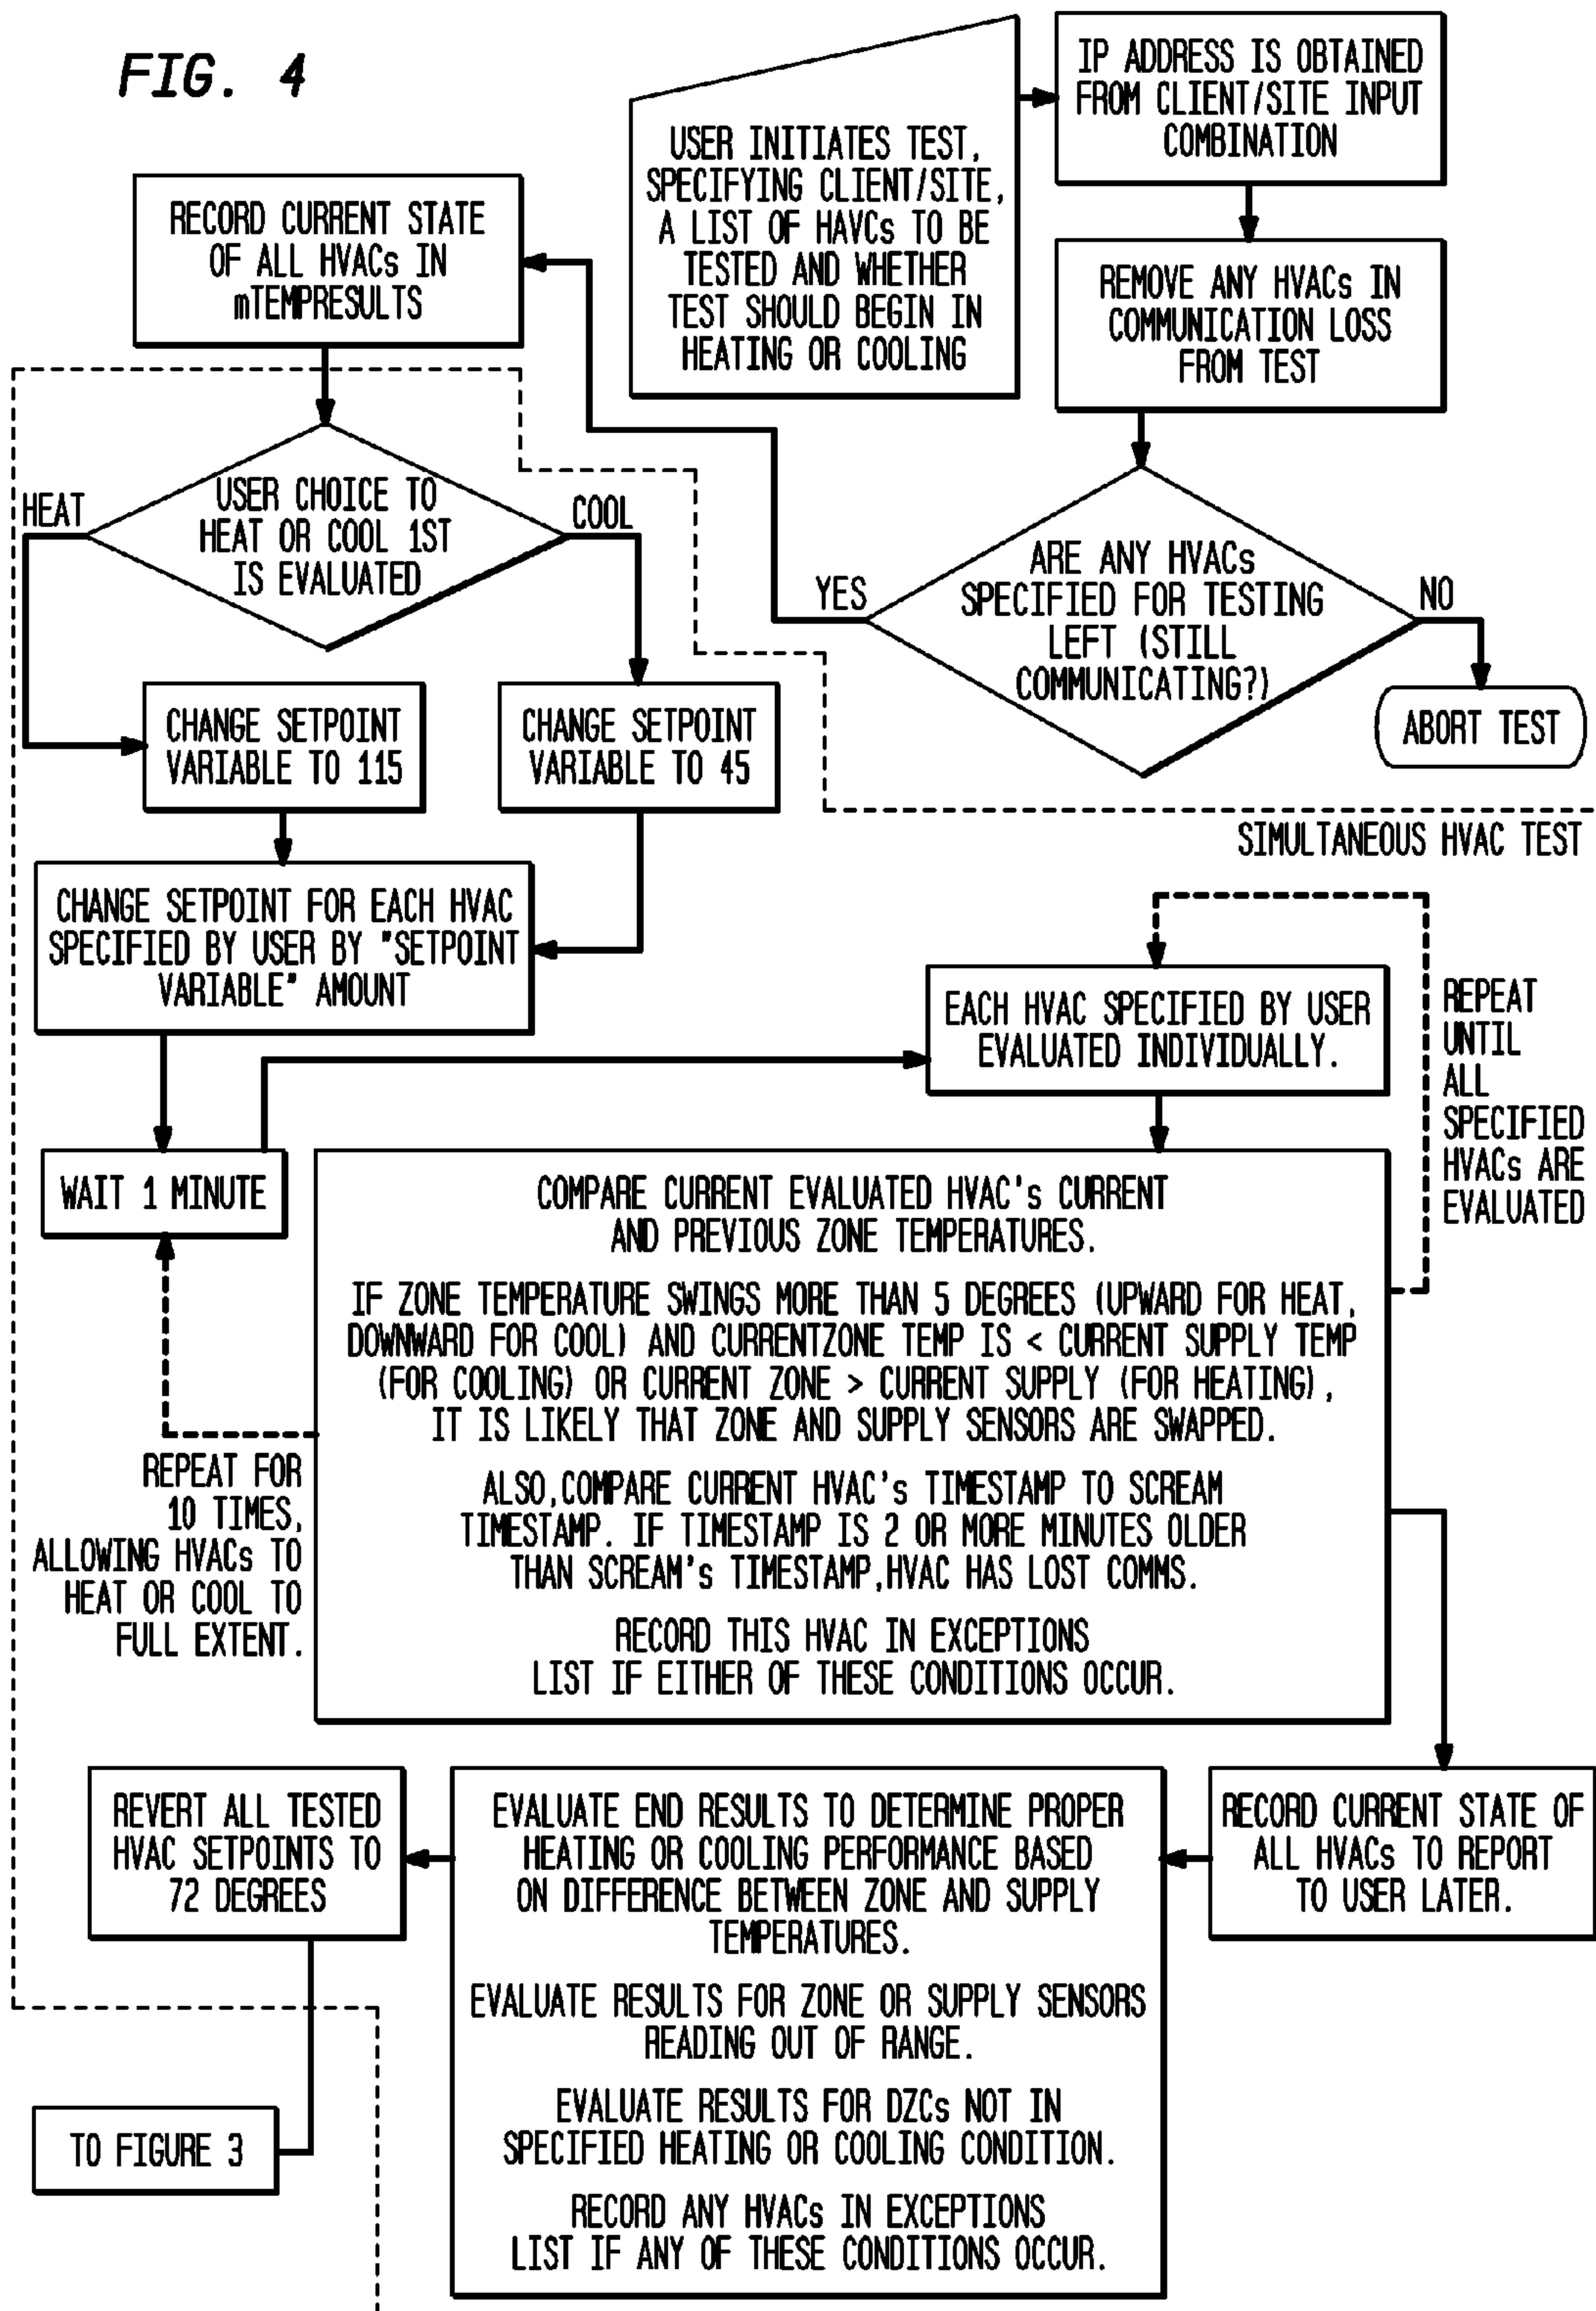 FIG. 4
USER INITIATES TEST,
SPECIFYING CLIENT/SITE,
A LIST OF HAVCs TO BE
TESTED AND WHETHER
TEST SHOULD BEGIN IN
HEATING OR COOLING
IP ADDRESS IS OBTAINED
FROM CLIENT/SITE INPUT
COMBINATION
REMOVE ANY HVACs IN
COMMUNICATION LOSS
FROM TEST
ARE ANY HVACs
SPECIFIED FOR TESTING
LEFT (STILL
COMMUNICATING?)
YES
NO
ABORT TEST
RECORD CURRENT STATE
OF ALL HVACs IN
mTEMPRESULTS
USER CHOICE TO
HEAT OR COOL 1ST
IS EVALUATED
HEAT
COOL
CHANGE SETPOINT
VARIABLE TO 115
CHANGE SETPOINT
VARIABLE TO 45
SIMULTANEOUS HVAC TEST
CHANGE SETPOINT FOR EACH HVAC
SPECIFIED BY USER BY "SETPOINT
VARIABLE" AMOUNT
WAIT 1 MINUTE
EACH HVAC SPECIFIED BY USER
EVALUATED INDIVIDUALLY.
REPEAT
UNTIL
ALL
SPECIFIED
HVACs ARE
EVALUATED
COMPARE CURRENT EVALUATED HVAC's CURRENT
AND PREVIOUS ZONE TEMPERATURES.
IF ZONE TEMPERATURE SWINGS MORE THAN 5 DEGREES (UPWARD FOR HEAT,
DOWNWARD FOR COOL) AND CURRENTZONE TEMP IS < CURRENT SUPPLY TEMP
(FOR COOLING) OR CURRENT ZONE > CURRENT SUPPLY (FOR HEATING),
IT IS LIKELY THAT ZONE AND SUPPLY SENSORS ARE SWAPPED.
ALSO,COMPARE CURRENT HVAC's TIMESTAMP TO SCREAM
TIMESTAMP. IF TIMESTAMP IS 2 OR MORE MINUTES OLDER
THAN SCREAM's TIMESTAMP,HVAC HAS LOST COMMS.
RECORD THIS HVAC IN EXCEPTIONS
LIST IF EITHER OF THESE CONDITIONS OCCUR.
REPEAT FOR
10 TIMES,
ALLOWING HVACs TO
HEAT OR COOL TO
FULL EXTENT.
RECORD CURRENT STATE OF
ALL HVACs TO REPORT
TO USER LATER.
EVALUATE END RESULTS TO DETERMINE PROPER
HEATING OR COOLING PERFORMANCE BASED
ON DIFFERENCE BETWEEN ZONE AND SUPPLY
TEMPERATURES.
EVALUATE RESULTS FOR ZONE OR SUPPLY SENSORS
READING OUT OF RANGE.
EVALUATE RESULTS FOR DZCs NOT IN
SPECIFIED HEATING OR COOLING CONDITION.
RECORD ANY HVACs IN EXCEPTIONS
LIST IF ANY OF THESE CONDITIONS OCCUR.
REVERT ALL TESTED
HVAC SETPOINTS TO
72 DEGREES
TO FIGURE 3